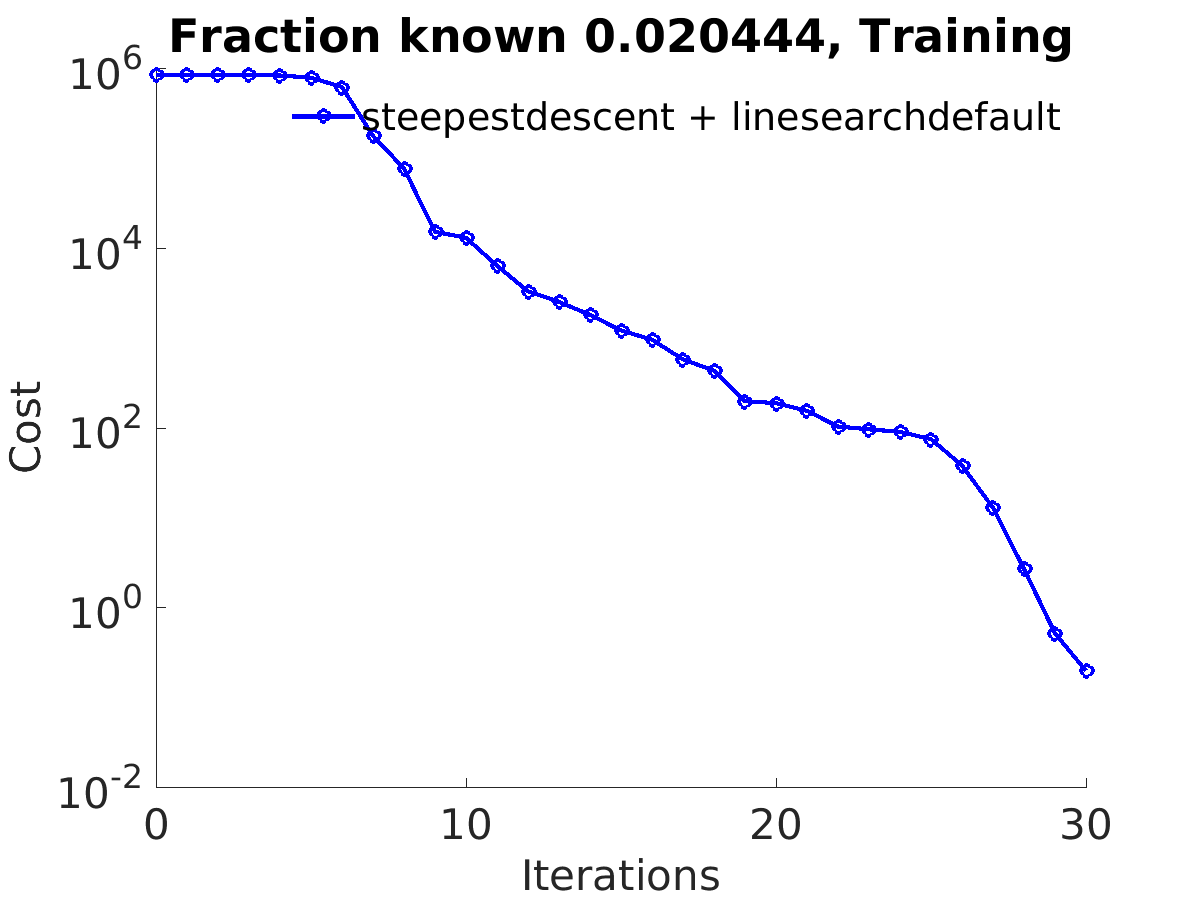 Fraction known 0.020444, Training
steepestdescent + linesearchdefault
10^6
10^4
10^2
10^0
10^-2
Cost
0 10 20 30
Iterations